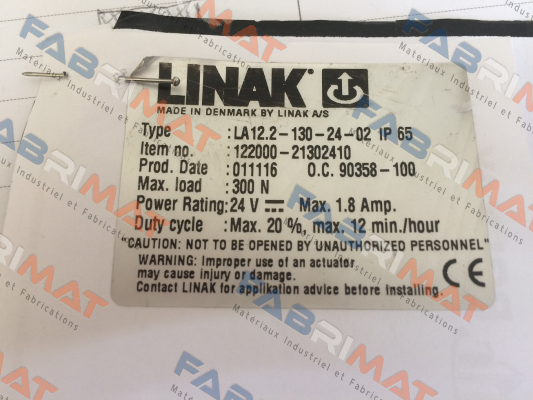 LINAK
MADE IN DENMARK BY LINAK A/S
Type : LA12.2-130-24-02 IP 65
Item no. : 122000-21302410
Prod. Date : 011116 O.C. 90358-100
Max. load : 300 N
Power Rating: 24 V Max. 1.8 Amp.
Duty cycle : Max. 20%, max. 12 min./hour
"CAUTION: NOT TO BE OPENED BY UNAUTHORIZED PERSONNEL"
WARNING: Improper use of an actuator
may cause injury or damage.
Contact LINAK for applikation advice before installing.
CE
FABRIMAT
Materiaux Industriel et Fabrications